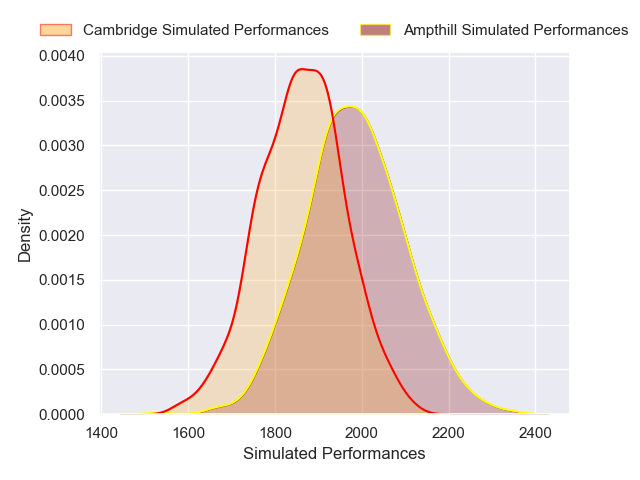 Cambridge Simulated Performances Ampthill Simulated Performances
0.0040
0.0035
0.0030
0.0025
0.0020
0.0015
0.0010
0.0005
0.0000
Density
1400 1600 1800 2000 2200 2400
Simulated Performances